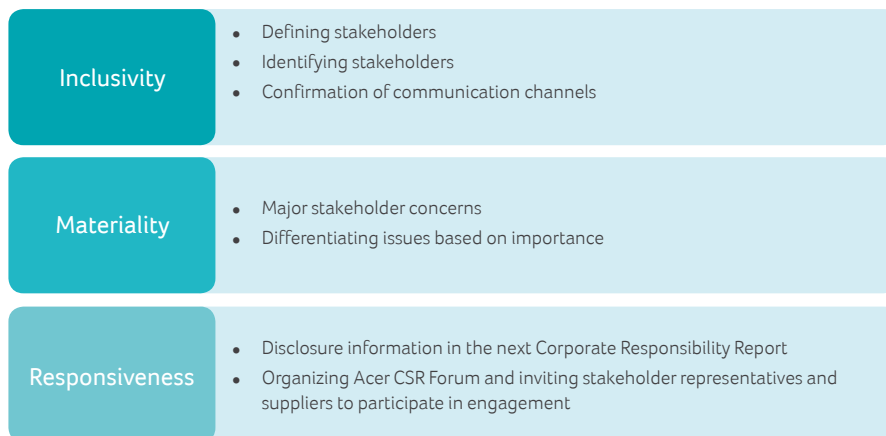 Inclusivity
• Defining stakeholders
• Identifying stakeholders
• Confirmation of communication channels
Materiality
• Major stakeholder concerns
• Differentiating issues based on importance
Responsiveness
• Disclosure information in the next Corporate Responsibility Report
• Organizing Acer CSR Forum and inviting stakeholder representatives and
suppliers to participate in engagement